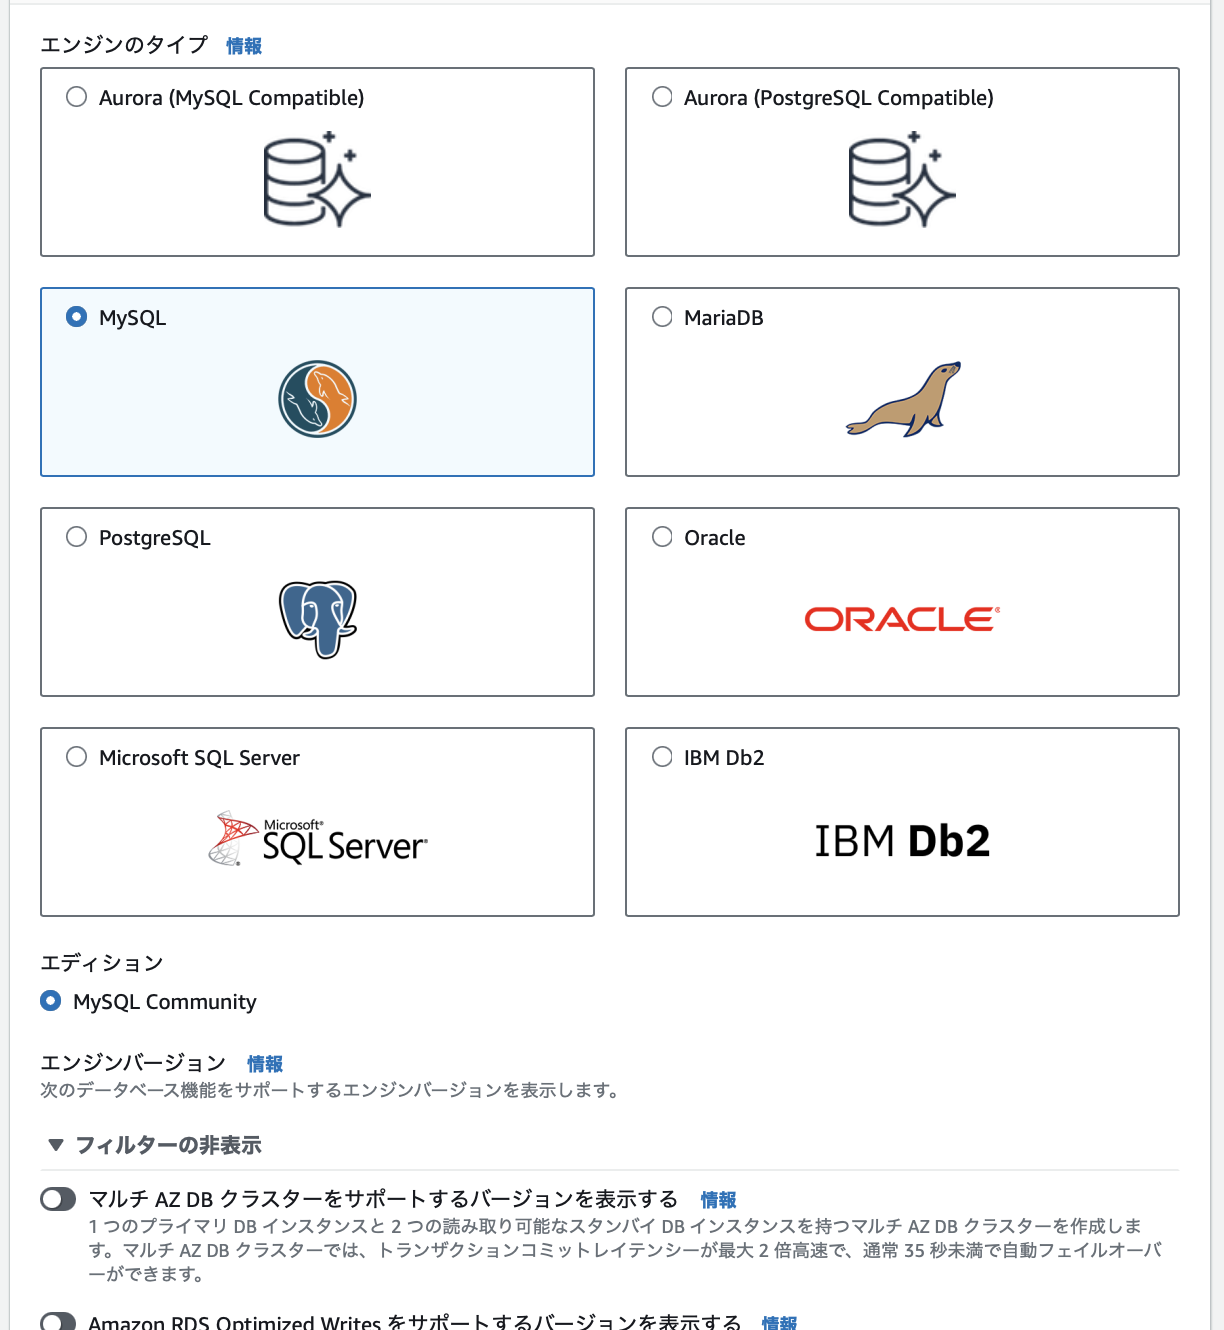 エンジンのタイプ 情報
Aurora (MySQL Compatible)
Aurora (PostgreSQL Compatible)
MySQL
MariaDB
PostgreSQL
Oracle
ORACLE®
Microsoft SQL Server
Microsoft®
SQL Server®
IBM Db2
IBM Db2
エディション
MySQL Community
エンジンバージョン 情報
次のデータベース機能をサポートするエンジンバージョンを表示します。
▼ フィルターの非表示
マルチ AZ DB クラスターをサポートするバージョンを表示する 情報
1 つのプライマリ DB インスタンスと 2 つの読み取り可能なスタンバイ DB インスタンスを持つマルチ AZ DB クラスターを作成しま
す。マルチ AZ DB クラスターでは、トランザクションコミットレイテンシーが最大 2 倍高速で、通常 35 秒未満で自動フェイルオーバ
ーができます。
Amazon RDS Optimized Writes をサポートするバージョンを表示する 情報